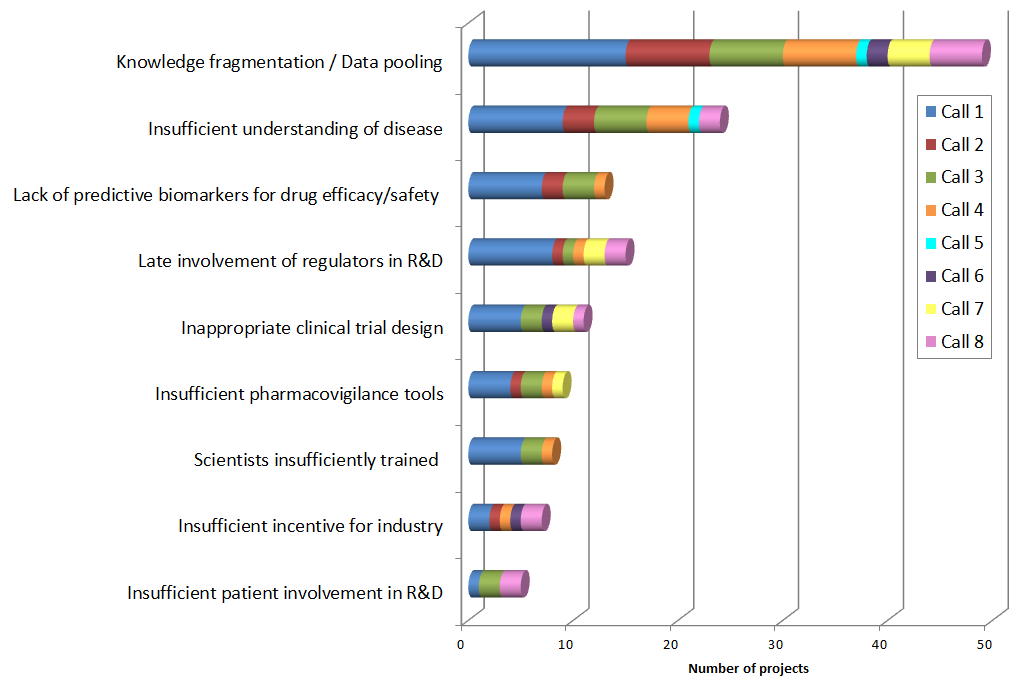 Knowledge fragmentation / Data pooling
Insufficient understanding of disease
Lack of predictive biomarkers for drug efficacy/safety
Late involvement of regulators in R&D
Inappropriate clinical trial design
Insufficient pharmacovigilance tools
Scientists insufficiently trained
Insufficient incentive for industry
Insufficient patient involvement in R&D
Call 1
Call 2
Call 3
Call 4
Call 5
Call 6
Call 7
Call 8
0 10 20 30 40 50
Number of projects